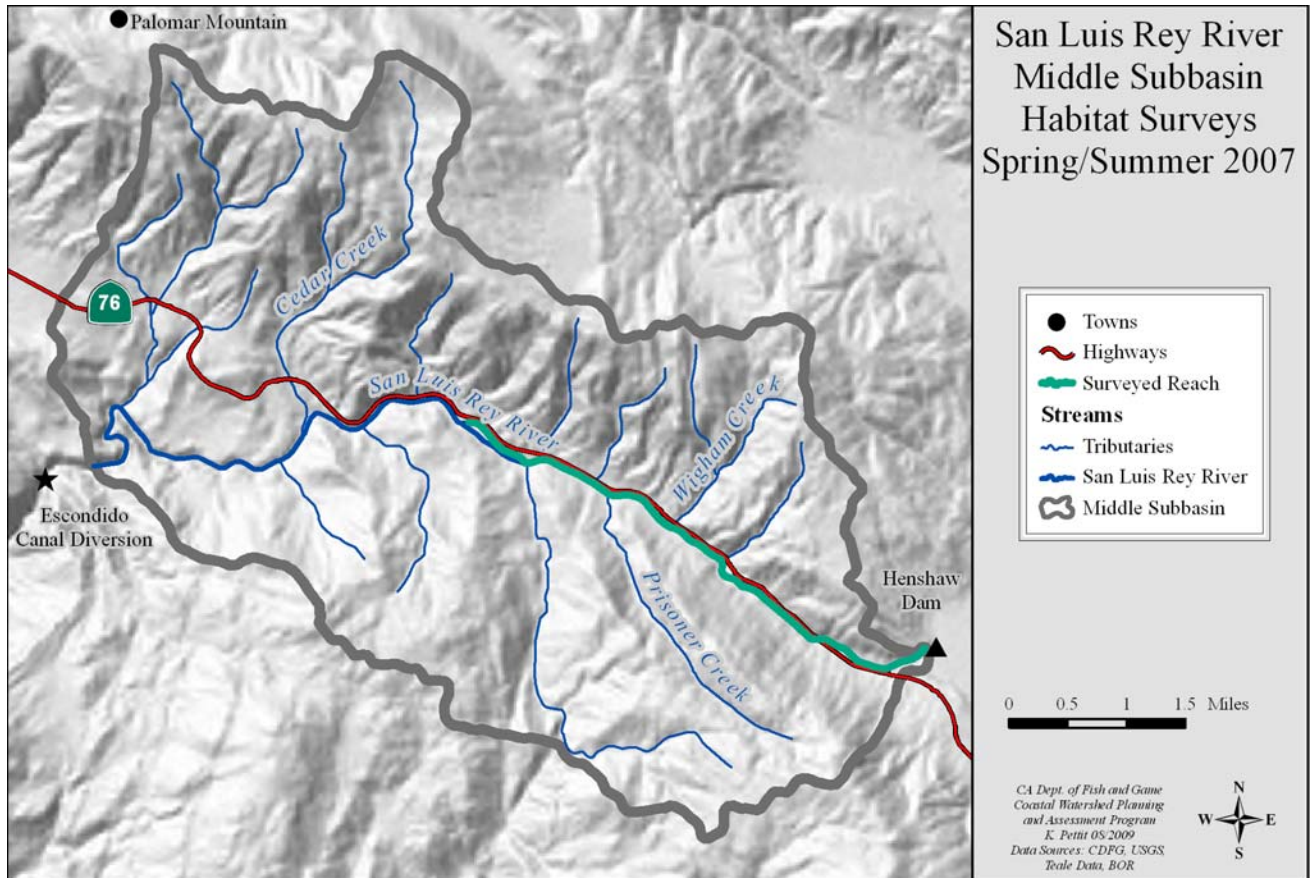 Palomar Mountain
San Luis Rey River
Middle Subbasin
Habitat Surveys
Spring/Summer 2007
76
Cedar Creek
San Luis Rey River
Wigham Creek
Prisoner Creek
Escondido
Canal Diversion
Henshaw
Dam
Towns
Highways
Surveyed Reach
Streams
Tributaries
San Luis Rey River
Middle Subbasin
0 0.5 1 1.5 Miles
CA Dept. of Fish and Game
Coastal Watershed Planning
and Assessment Program
K. Pettit 08/2009
Data Sources: CDFG, USGS,
Teale Data, BOR
N
W E
S